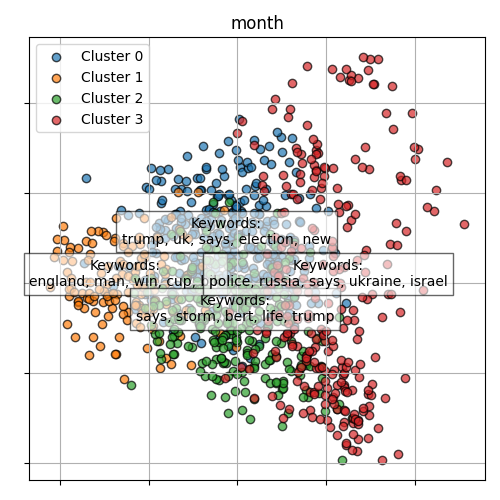 month
Cluster 0
Cluster 1
Cluster 2
Cluster 3
Keywords:
trump, uk, says, election, new
Keywords:
england, man, win, cup,
Keywords:
police, russia, says, ukraine, israel
Keywords:
says, storm, bert, life, trump